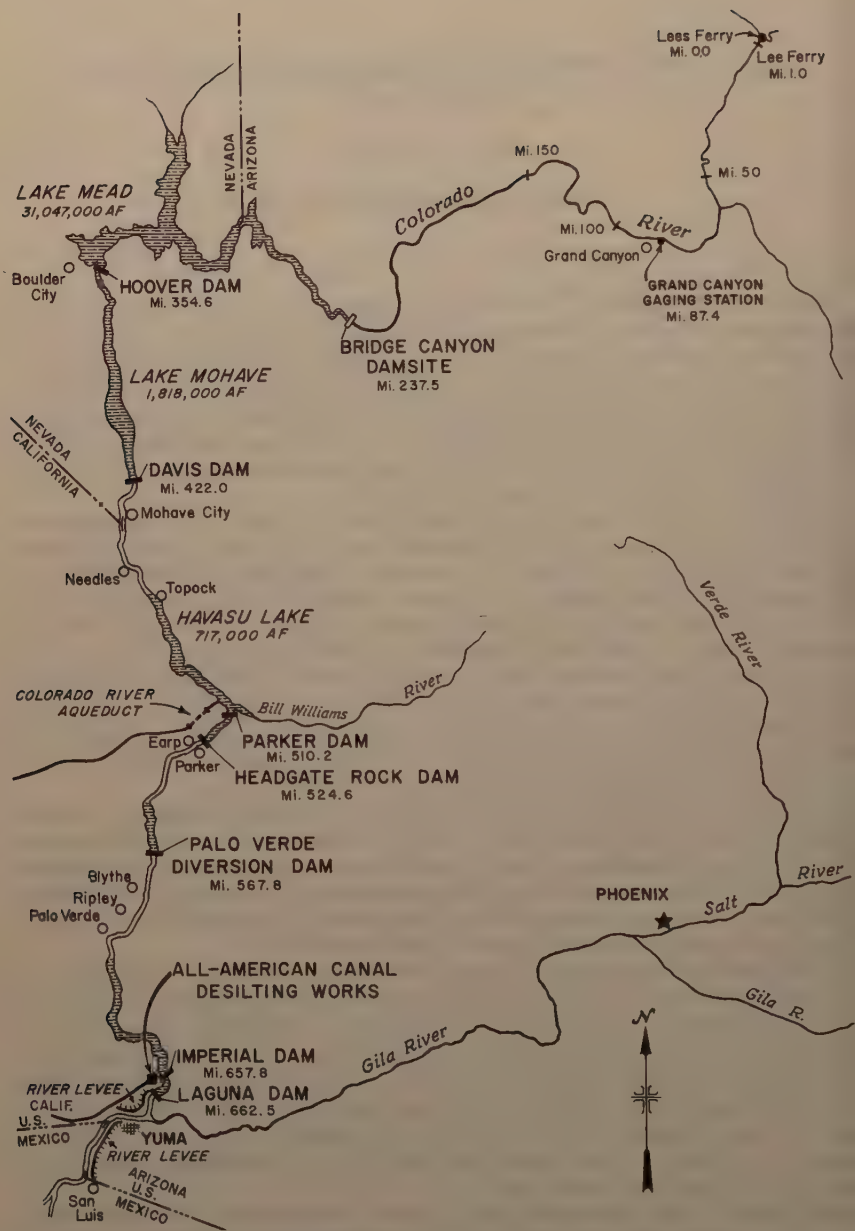 Lees Ferry
Mi. 0.0
Lee Ferry
Mi. 1.0
NEVADA
ARIZONA
Mi. 150
Mi. 50
LAKE MEAD
31,047,000 AF
Colorado
River
Mi. 100
Grand Canyon
Boulder
City
HOOVER DAM
Mi. 354.6
GRAND CANYON
GAGING STATION
Mi. 87.4
BRIDGE CANYON
DAMSITE
Mi. 237.5
LAKE MOHAVE
1,818,000 AF
NEVADA
CALIFORNIA
DAVIS DAM
Mi. 422.0
Mohave City
Needles
Topock
HAVASU LAKE
717,000 AF
Verde River
COLORADO RIVER
AQUEDUCT
Bill Williams
River
Earp
Parker
PARKER DAM
Mi. 510.2
HEADGATE ROCK DAM
Mi. 524.6
PALO VERDE
DIVERSION DAM
Mi. 567.8
Blythe
Ripley
Palo Verde
PHOENIX
Salt
River
ALL-AMERICAN CANAL
DESILTING WORKS
Gila R.
Gila River
N
IMPERIAL DAM
Mi. 657.8
RIVER LEVEE
CALIF.
LAGUNA DAM
Mi. 662.5
U.S.
MEXICO
YUMA
RIVER LEVEE
ARIZONA
U.S.
MEXICO
San
Luis